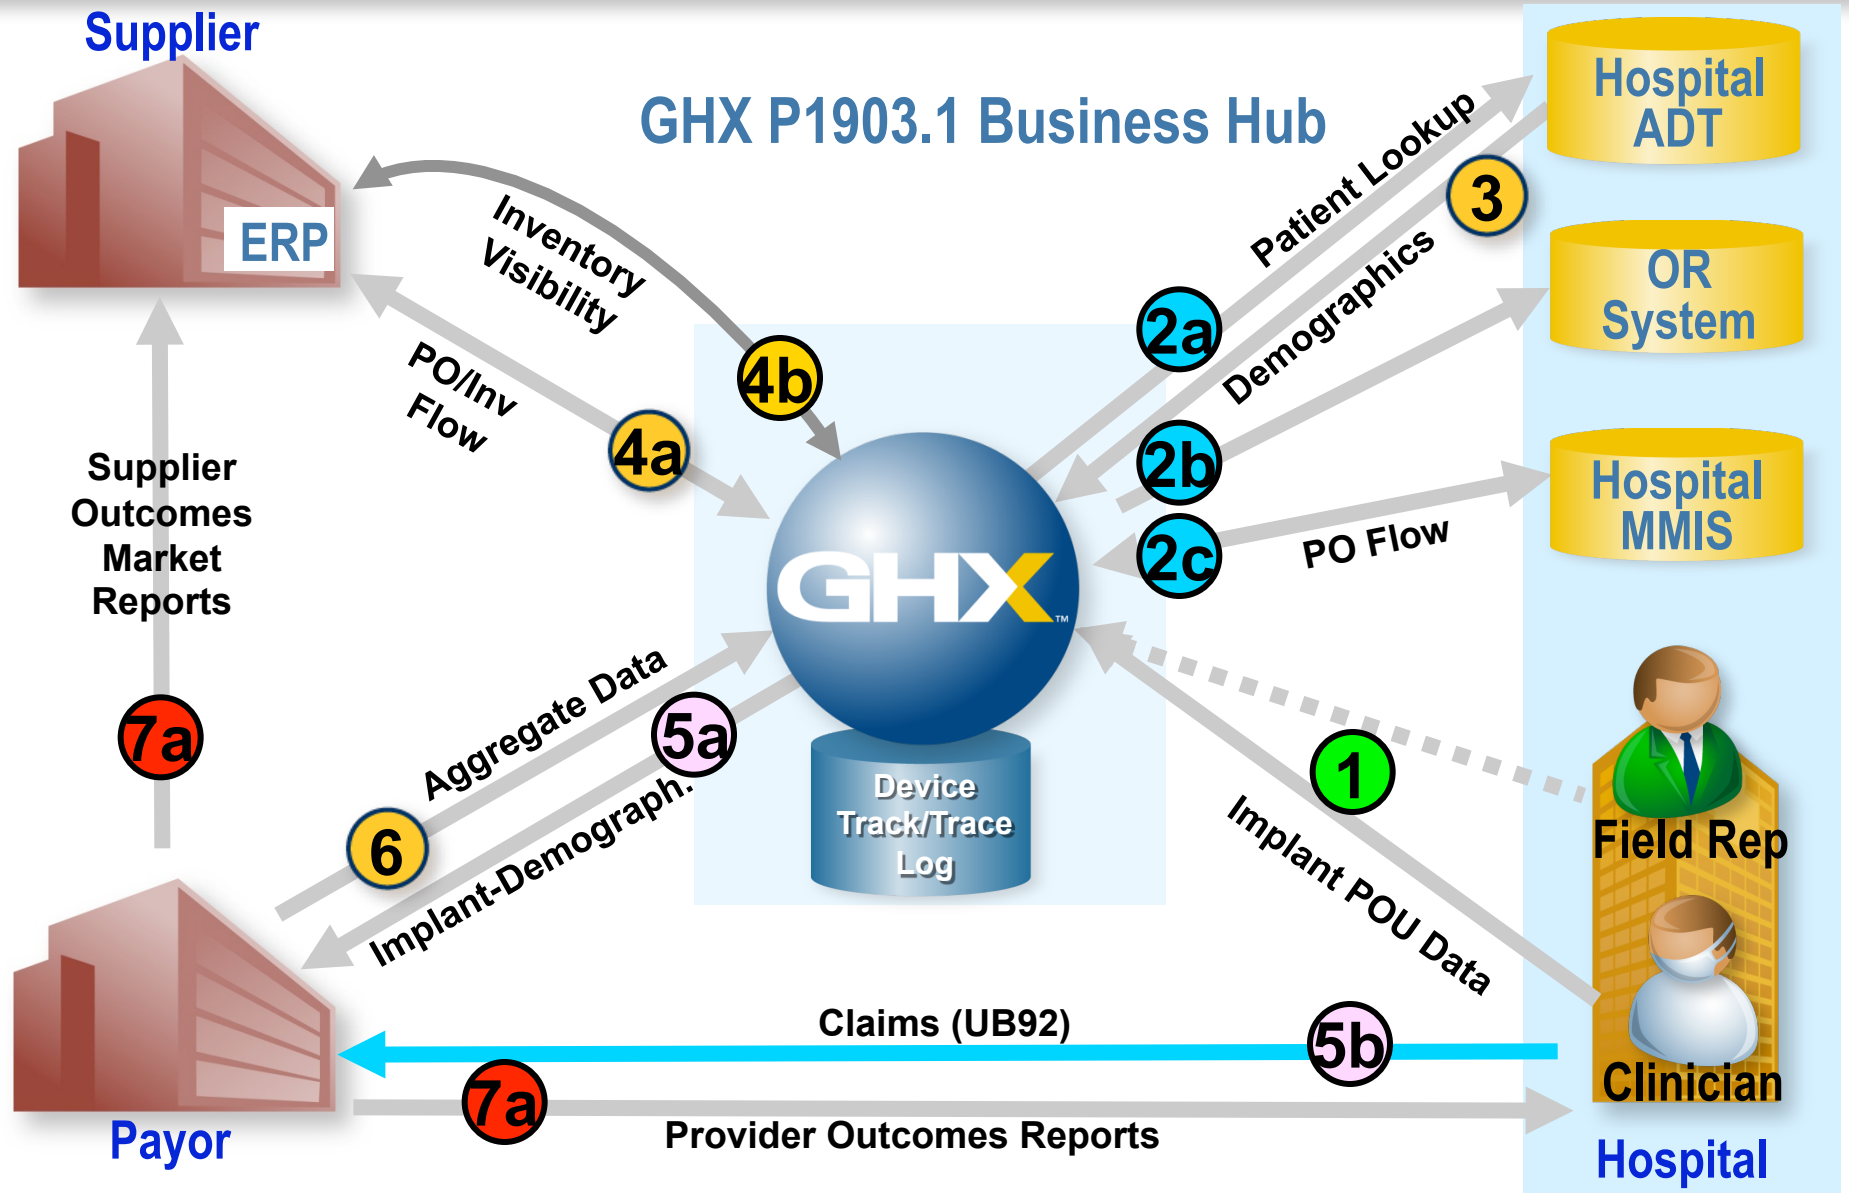 Supplier
GHX P1903.1 Business Hub
ERP
Hospital
ADT
OR
System
Hospital
MMIS
Inventory
Visibility
4b
PO/Inv
Flow
4a
Patient Lookup
2a
3
Demographics
2b
2c
PO Flow
Supplier
Outcomes
Market
Reports
7a
GHX
TM
Aggregate Data
6
5a
Implant-Demograph.
Device
Track/Trace
Log
1
Implant POU Data
Field Rep
Clinician
Claims (UB92)
5b
7a
Provider Outcomes Reports
Payor
Hospital